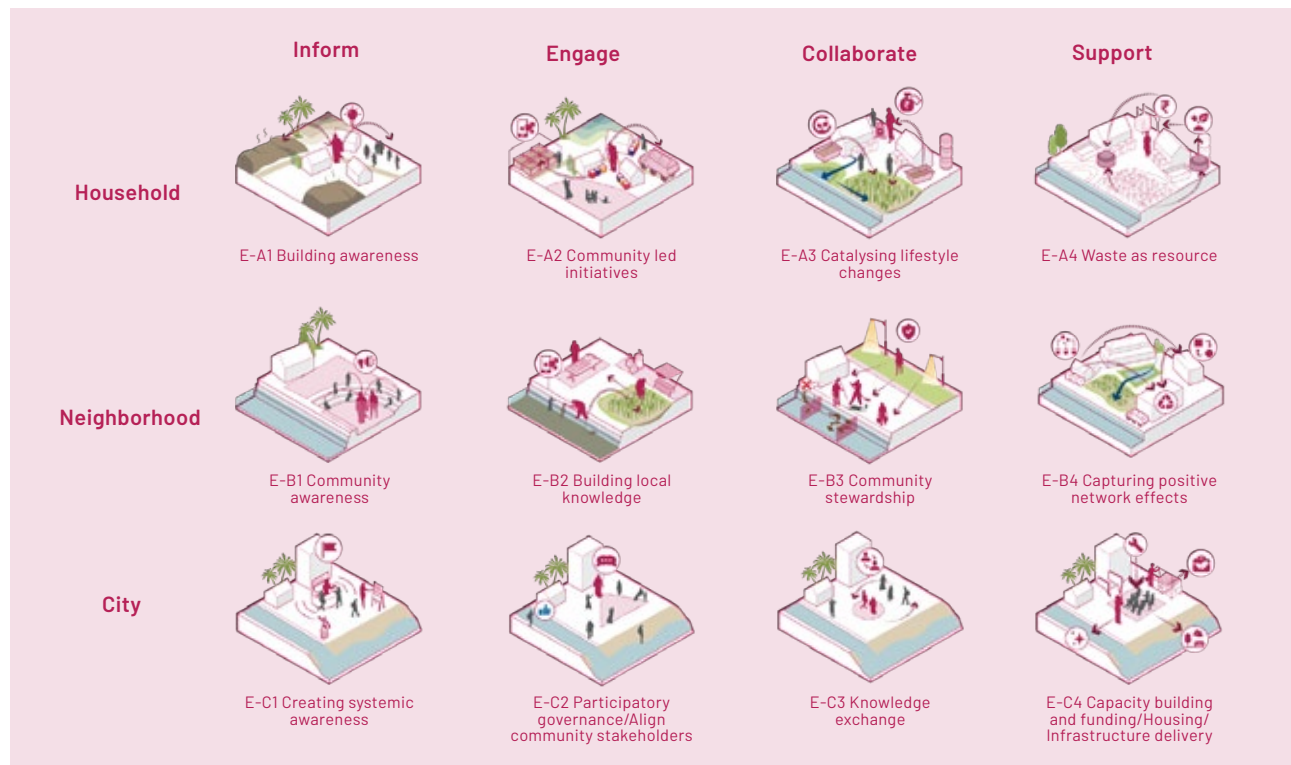 Inform
Engage
Collaborate
Support
Household
E-A1 Building awareness
E-A2 Community led
initiatives
E-A3 Catalysing lifestyle
changes
E-A4 Waste as resource
Neighborhood
E-B1 Community
awareness
E-B2 Building local
knowledge
E-B3 Community
stewardship
E-B4 Capturing positive
network effects
City
E-C1 Creating systemic
awareness
E-C2 Participatory
governance/Align
community stakeholders
E-C3 Knowledge
exchange
E-C4 Capacity building
and funding/Housing/
Infrastructure delivery